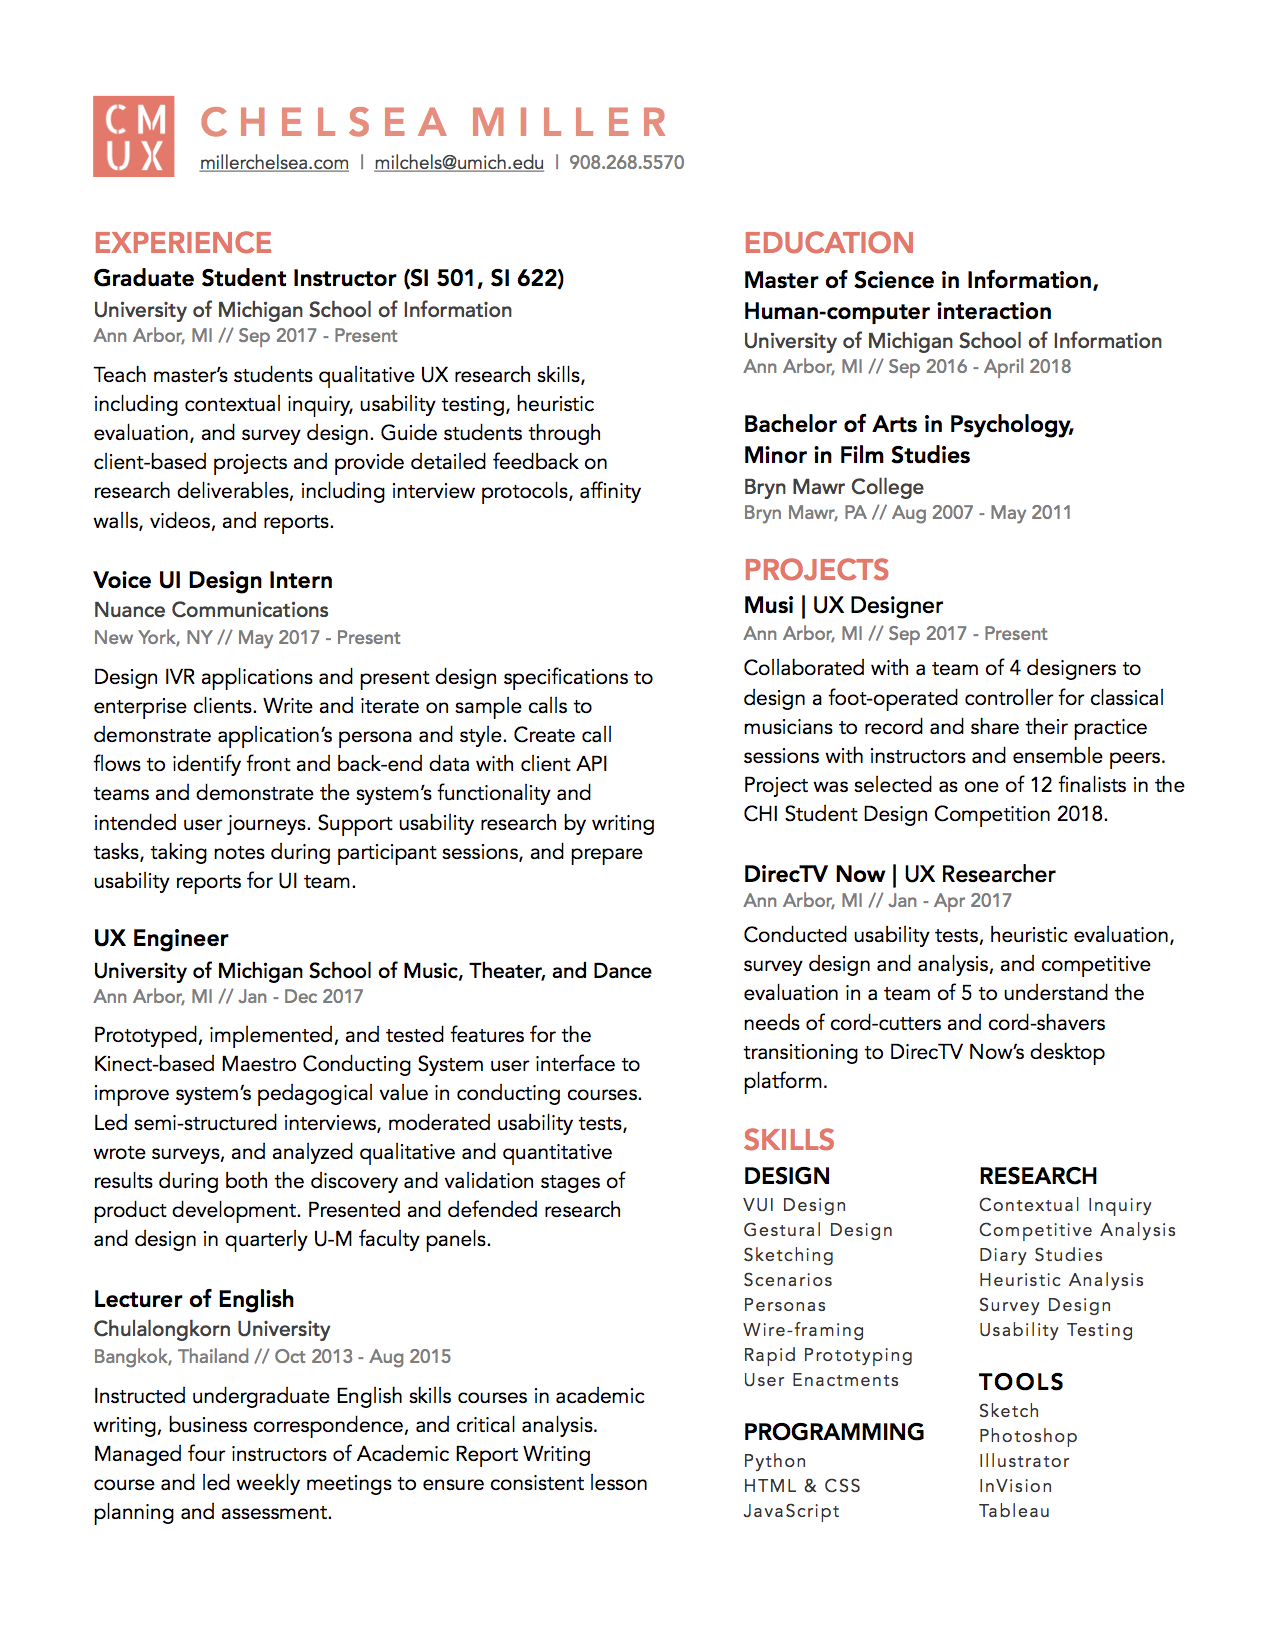 CM
UX
CHELSEA MILLER
millerchelsea.com | milchels@umich.edu | 908.268.5570
EXPERIENCE
Graduate Student Instructor (SI 501, SI 622)
University of Michigan School of Information
Ann Arbor, MI // Sep 2017 - Present
Teach master’s students qualitative UX research skills,
including contextual inquiry, usability testing, heuristic
evaluation, and survey design. Guide students through
client-based projects and provide detailed feedback on
research deliverables, including interview protocols, affinity
walls, videos, and reports.
Voice UI Design Intern
Nuance Communications
New York, NY // May 2017 - Present
Design IVR applications and present design specifications to
enterprise clients. Write and iterate on sample calls to
demonstrate application’s persona and style. Create call
flows to identify front and back-end data with client API
teams and demonstrate the system’s functionality and
intended user journeys. Support usability research by writing
tasks, taking notes during participant sessions, and prepare
usability reports for UI team.
UX Engineer
University of Michigan School of Music, Theater, and Dance
Ann Arbor, MI // Jan - Dec 2017
Prototyped, implemented, and tested features for the
Kinect-based Maestro Conducting System user interface to
improve system’s pedagogical value in conducting courses.
Led semi-structured interviews, moderated usability tests,
wrote surveys, and analyzed qualitative and quantitative
results during both the discovery and validation stages of
product development. Presented and defended research
and design in quarterly U-M faculty panels.
Lecturer of English
Chulalongkorn University
Bangkok, Thailand // Oct 2013 - Aug 2015
Instructed undergraduate English skills courses in academic
writing, business correspondence, and critical analysis.
Managed four instructors of Academic Report Writing
course and led weekly meetings to ensure consistent lesson
planning and assessment.
EDUCATION
Master of Science in Information,
Human-computer interaction
University of Michigan School of Information
Ann Arbor, MI // Sep 2016 - April 2018
Bachelor of Arts in Psychology,
Minor in Film Studies
Bryn Mawr College
Bryn Mawr, PA // Aug 2007 - May 2011
PROJECTS
Musi | UX Designer
Ann Arbor, MI // Sep 2017 - Present
Collaborated with a team of 4 designers to
design a foot-operated controller for classical
musicians to record and share their practice
sessions with instructors and ensemble peers.
Project was selected as one of 12 finalists in the
CHI Student Design Competition 2018.
DirecTV Now | UX Researcher
Ann Arbor, MI // Jan - Apr 2017
Conducted usability tests, heuristic evaluation,
survey design and analysis, and competitive
evaluation in a team of 5 to understand the
needs of cord-cutters and cord-shavers
transitioning to DirecTV Now’s desktop
platform.
SKILLS
DESIGN
VUI Design
Gestural Design
Sketching
Scenarios
Personas
Wire-framing
Rapid Prototyping
User Enactments
PROGRAMMING
Python
HTML & CSS
JavaScript
RESEARCH
Contextual Inquiry
Competitive Analysis
Diary Studies
Heuristic Analysis
Survey Design
Usability Testing
TOOLS
Sketch
Photoshop
Illustrator
InVision
Tableau